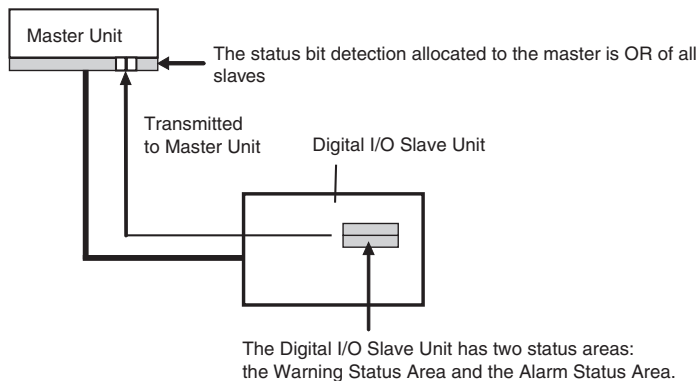 Master Unit
The status bit detection allocated to the master is OR of all
slaves
Transmitted
to Master Unit
Digital I/O Slave Unit
The Digital I/O Slave Unit has two status areas:
the Warning Status Area and the Alarm Status Area.